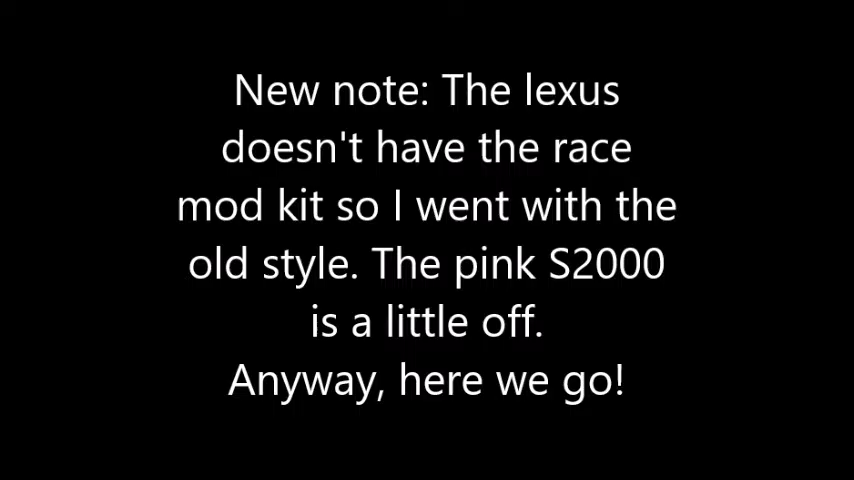 New note: The lexus
doesn't have the race
mod kit so I went with the
old style. The pink S2000
is a little off.
Anyway, here we go!